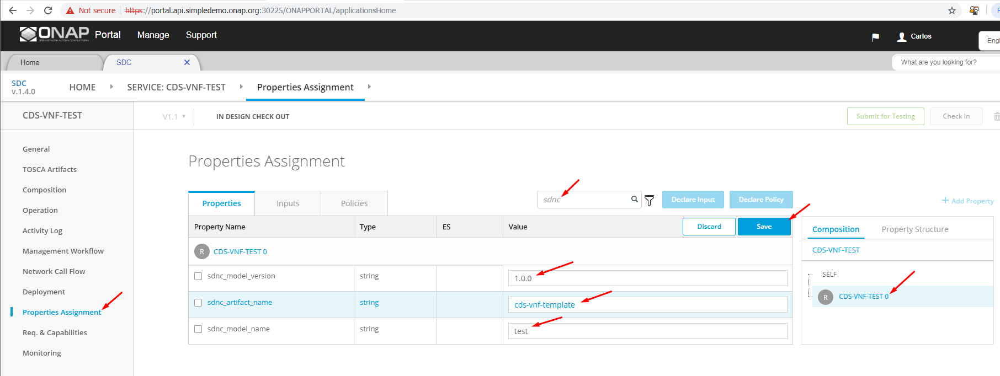 Not secure https://portal.api.simpledemo.onap.org:30225/ONAPPORTAL/applicationsHome
ONAP Portal Manage Support Carlos Engl
Home SDC What are you looking for?
SDC
v.1.4.0
HOME SERVICE: CDS-VNF-TEST Properties Assignment
CDS-VNF-TEST V1.1 IN DESIGN CHECK OUT Submit for Testing Check in
General
TOSCA Artifacts
Composition
Operation
Activity Log
Management Workflow
Network Call Flow
Deployment
Properties Assignment
Req. & Capabilities
Monitoring
Properties Assignment
Properties Inputs Policies sdnc Declare Input Declare Policy + Add Property
Property Name Type ES Value Discard Save
R CDS-VNF-TEST 0
sdnc_model_version string 1.0.0
sdnc_artifact_name string cds-vnf-template
sdnc_model_name string test
Composition Property Structure
CDS-VNF-TEST
SELF
R CDS-VNF-TEST 0